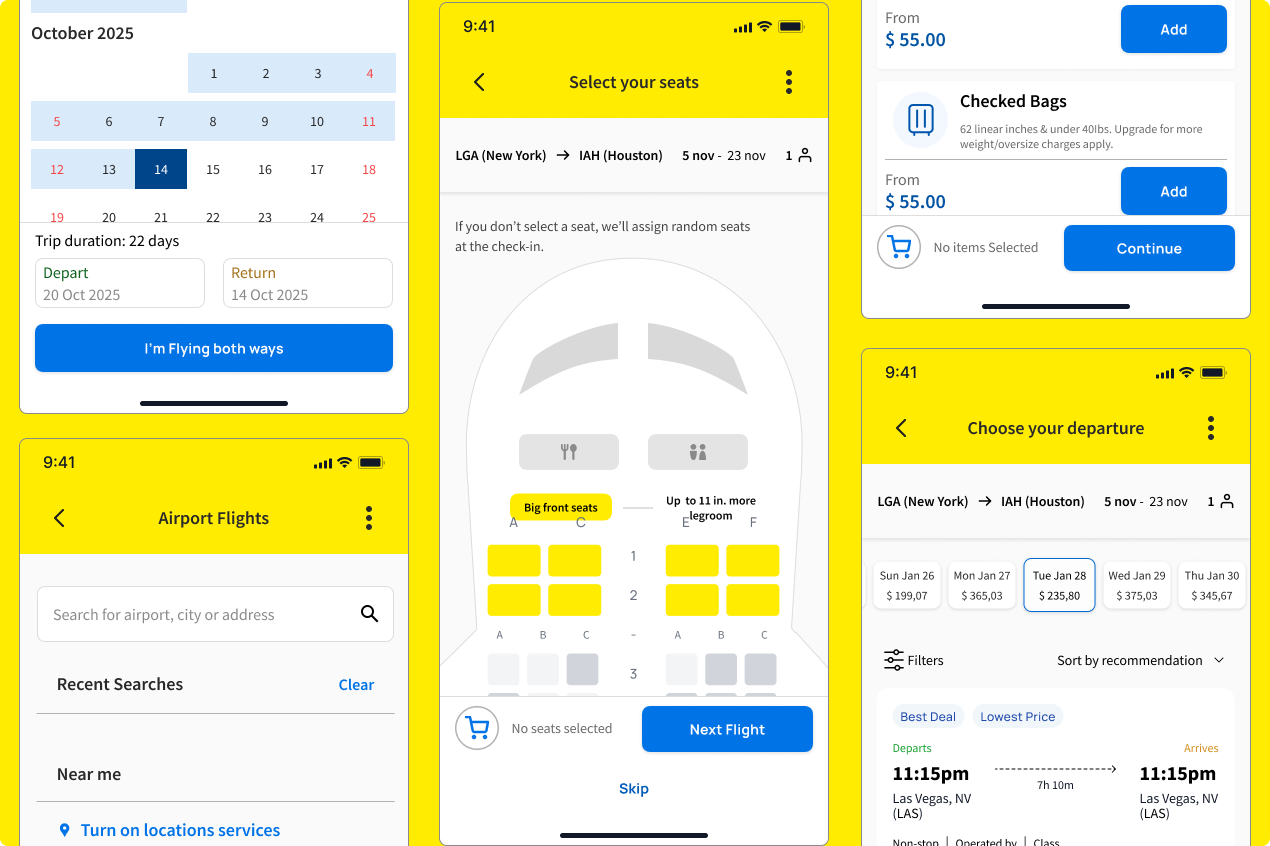 October 2025
1 2 3 4
5 6 7 8 9 10 11
12 13 14 15 16 17 18
19 20 21 22 23 24 25
Trip duration: 22 days
Depart
20 Oct 2025
Return
14 Oct 2025
I'm Flying both ways
9:41
Airport Flights
Search for airport, city or address
Recent Searches
Clear
Near me
Turn on locations services
9:41
Select your seats
LGA (New York) → IAH (Houston) 5 nov - 23 nov 1
If you don't select a seat, we'll assign random seats
at the check-in.
Big front seats
Up to 11 in. more
legroom
A C E F
1
2
A B C - A B C
3
No seats selected
Next Flight
Skip
From
$ 55.00
Add
Checked Bags
62 linear inches & under 40lbs. Upgrade for more
weight/oversize charges apply.
From
$ 55.00
Add
No items Selected
Continue
9:41
Choose your departure
LGA (New York) → IAH (Houston) 5 nov - 23 nov 1
Sun Jan 26
$ 199,07
Mon Jan 27
$ 365,03
Tue Jan 28
$ 235,80
Wed Jan 29
$ 375,03
Thu Jan 30
$ 345,67
Filters
Sort by recommendation
Best Deal
Lowest Price
Departs
Arrives
11:15pm
7h 10m
11:15pm
Las Vegas, NV
(LAS)
Las Vegas, NV
(LAS)
Non-stop | Operated by | Class